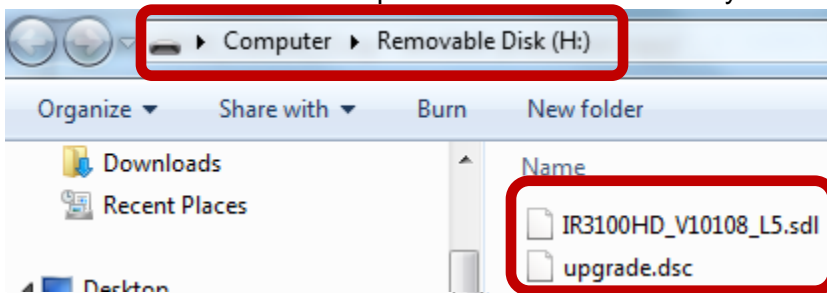 Computer Removable Disk (H:)
Organize Share with Burn New folder
Downloads
Recent Places
Desktop
Name
IR3100HD_V10108_L5.sdl
upgrade.dsc